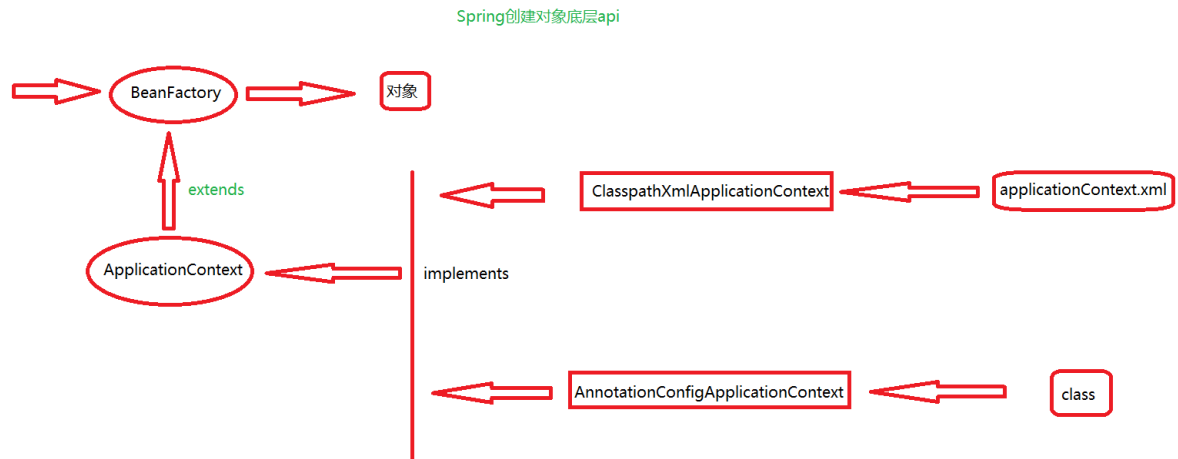 Spring创建对象底层api
BeanFactory
对象
extends
ClasspathXmlApplicationContext
applicationContext.xml
ApplicationContext
implements
AnnotationConfigApplicationContext
class